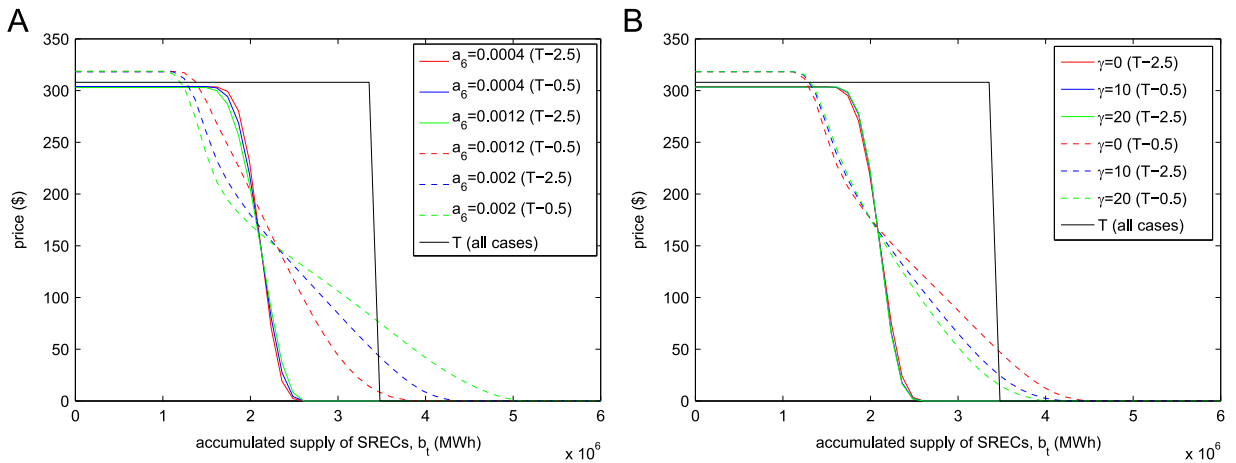 A
price ($)
350
300
250
200
150
100
50
0
0 1 2 3 4 5 6
accumulated supply of SRECs, b_t (MWh)
x 10^6
a_6=0.0004 (T−2.5)
a_6=0.0004 (T−0.5)
a_6=0.0012 (T−2.5)
a_6=0.0012 (T−0.5)
a_6=0.002 (T−2.5)
a_6=0.002 (T−0.5)
T (all cases)
B
price ($)
350
300
250
200
150
100
50
0
0 1 2 3 4 5 6
accumulated supply of SRECs, b_t (MWh)
x 10^6
γ=0 (T−2.5)
γ=10 (T−0.5)
γ=20 (T−2.5)
γ=0 (T−0.5)
γ=10 (T−2.5)
γ=20 (T−0.5)
T (all cases)